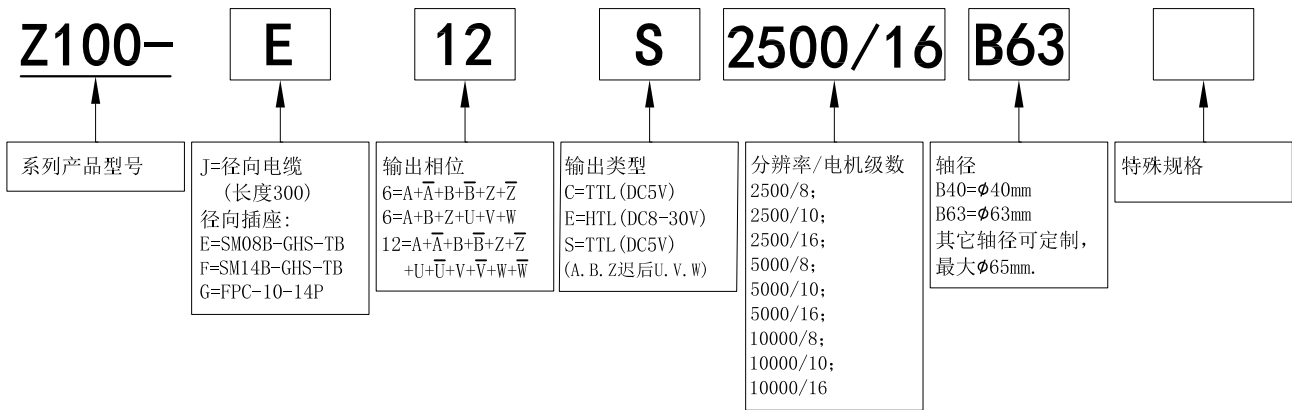 Z100- E 12 S 2500/16 B63
系列产品型号
J=径向电缆
(长度300)
径向插座:
E=SM08B-GHS-TB
F=SM14B-GHS-TB
G=FPC-10-14P
输出相位
6=A+A̅+B+B̅+Z+Z̅
6=A+B+Z+U+V+W
12=A+A̅+B+B̅+Z+Z̅
+U+U̅+V+V̅+W+W̅
输出类型
C=TTL(DC5V)
E=HTL(DC8-30V)
S=TTL(DC5V)
(A.B.Z迟后U.V.W)
分辨率/电机级数
2500/8;
2500/10;
2500/16;
5000/8;
5000/10;
5000/16;
10000/8;
10000/10;
10000/16
轴径
B40=ϕ40mm
B63=ϕ63mm
其它轴径可定制，
最大ϕ65mm.
特殊规格